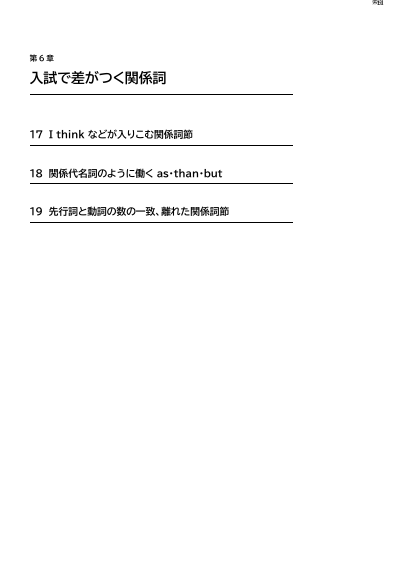 第6章
入試で差がつく関係詞
17 I think などが入りこむ関係詞節
18 関係代名詞のように働く as・than・but
19 先行詞と動詞の数の一致、離れた関係詞節